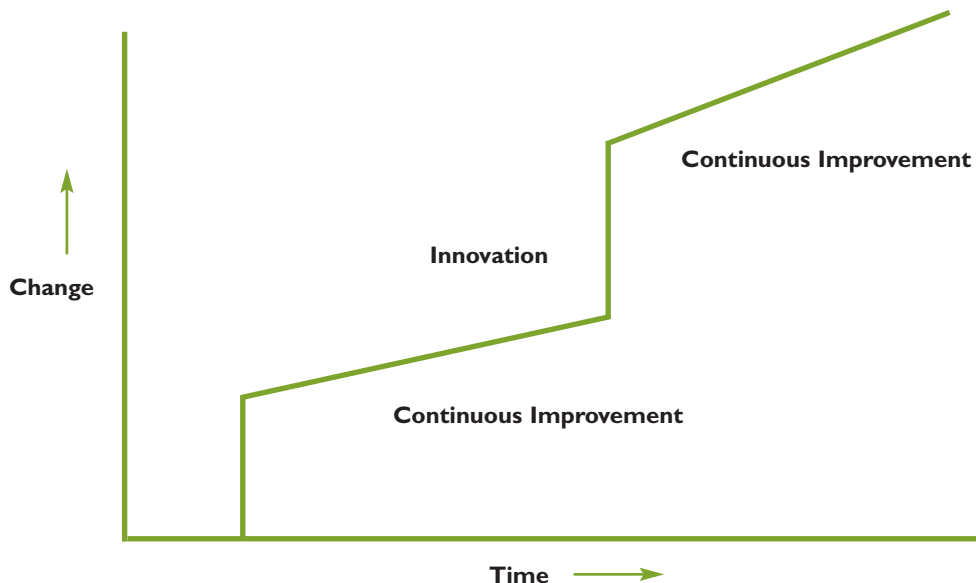 Continuous Improvement
Innovation
Change
Continuous Improvement
Time